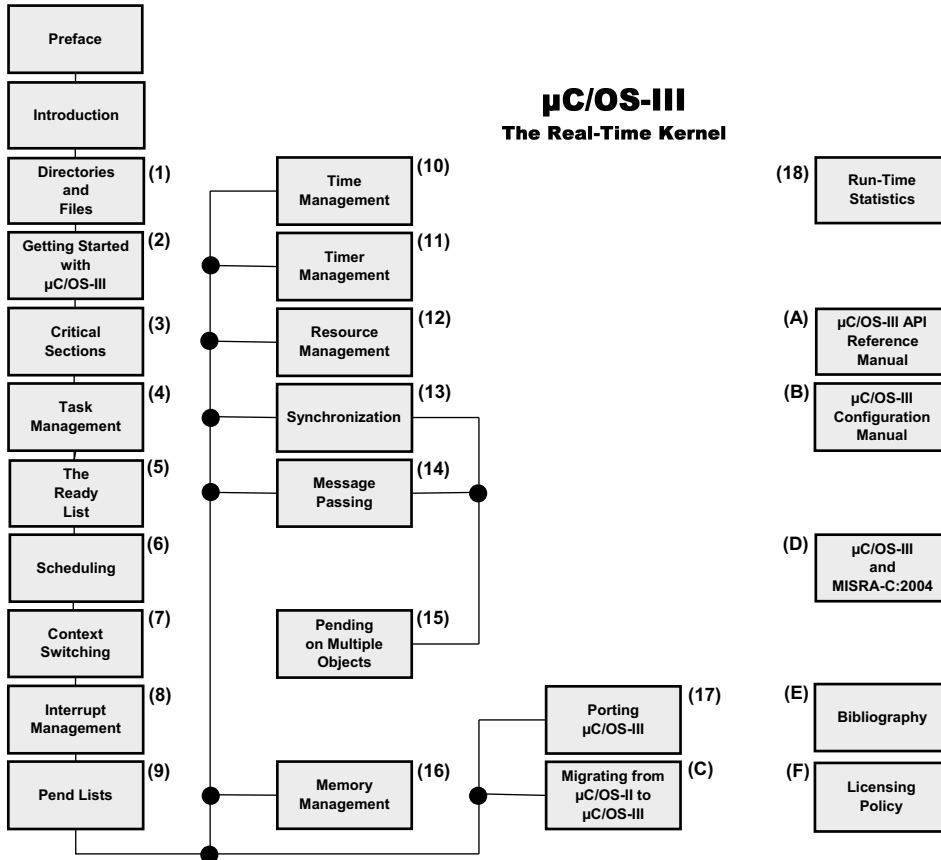 Preface
Introduction
Directories
and
Files
(1)
Getting Started
with
µC/OS-III
(2)
Critical
Sections
(3)
Task
Management
(4)
The
Ready
List
(5)
Scheduling
(6)
Context
Switching
(7)
Interrupt
Management
(8)
Pend Lists
(9)
µC/OS-III
The Real-Time Kernel
Time
Management
(10)
Timer
Management
(11)
Resource
Management
(12)
Synchronization
(13)
Message
Passing
(14)
Pending
on Multiple
Objects
(15)
Memory
Management
(16)
Porting
µC/OS-III
(17)
Migrating from
µC/OS-II to
µC/OS-III
(C)
(18)
Run-Time
Statistics
(A)
µC/OS-III API
Reference
Manual
(B)
µC/OS-III
Configuration
Manual
(D)
µC/OS-III
and
MISRA-C:2004
(E)
Bibliography
(F)
Licensing
Policy